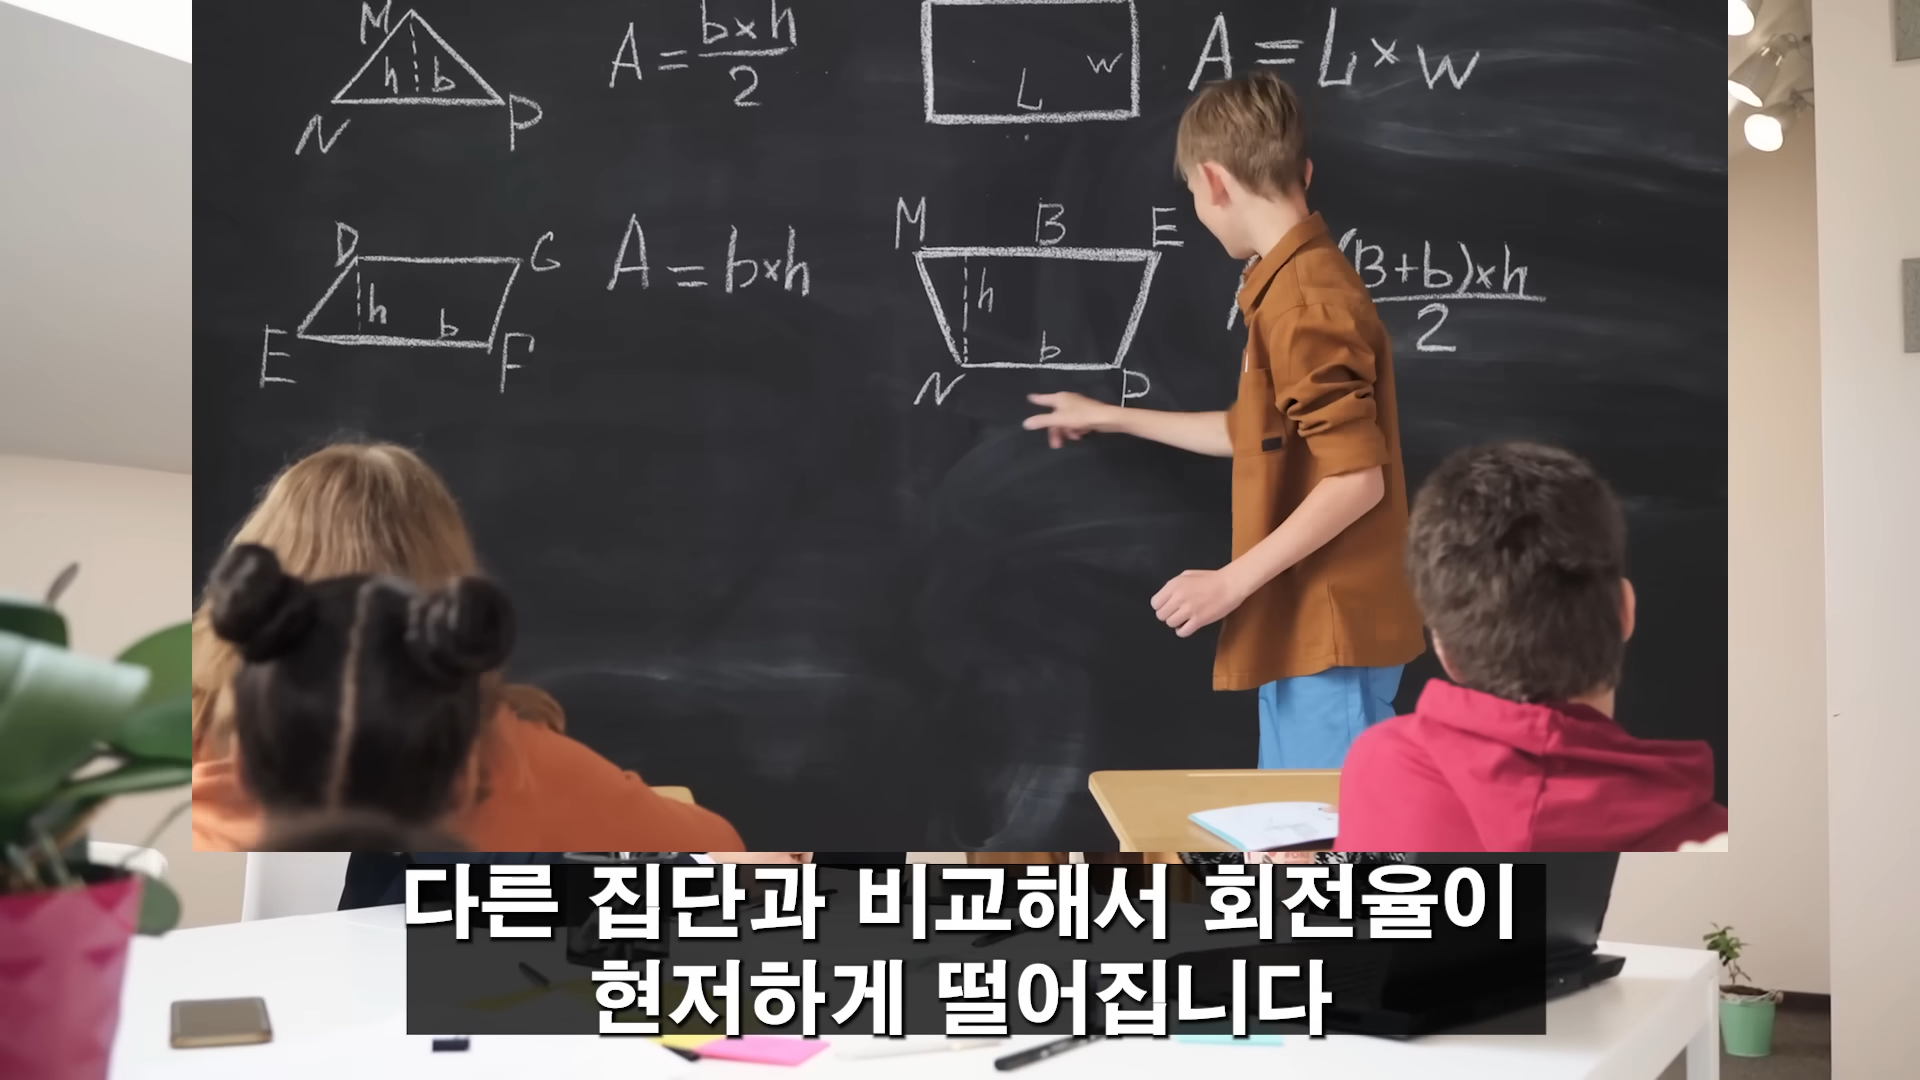 M
h b
N P
A = b×h
2
W
L
A = L×W
D G
h b
E F
A = b×h
M B E
h
b
N P
(B+b)×h
2
다른 집단과 비교해서 회전율이
현저하게 떨어집니다